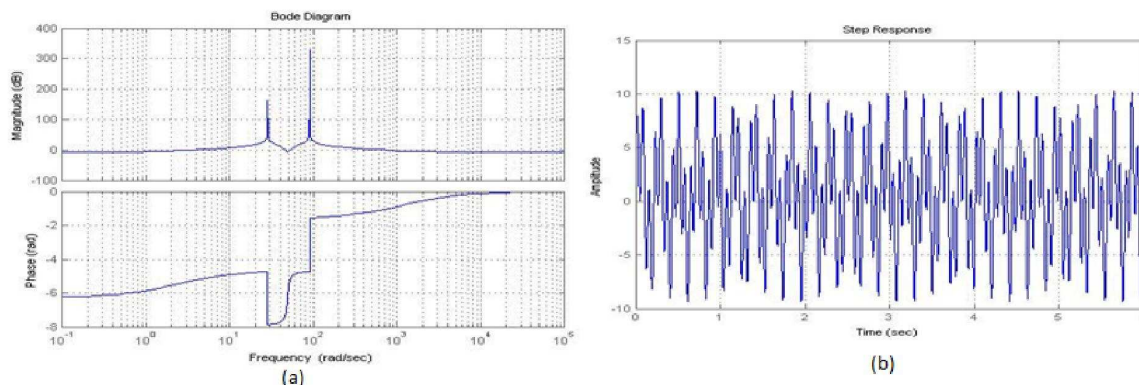 Bode Diagram
Magnitude (dB)
400
300
200
100
0
-100
Phase (rad)
0
-2
-4
-6
-8
10^-1 10^0 10^1 10^2 10^3 10^4 10^5
Frequency (rad/sec)
(a)
Step Response
Amplitude
15
10
5
0
-5
-10
0 1 2 3 4 5
Time (sec)
(b)